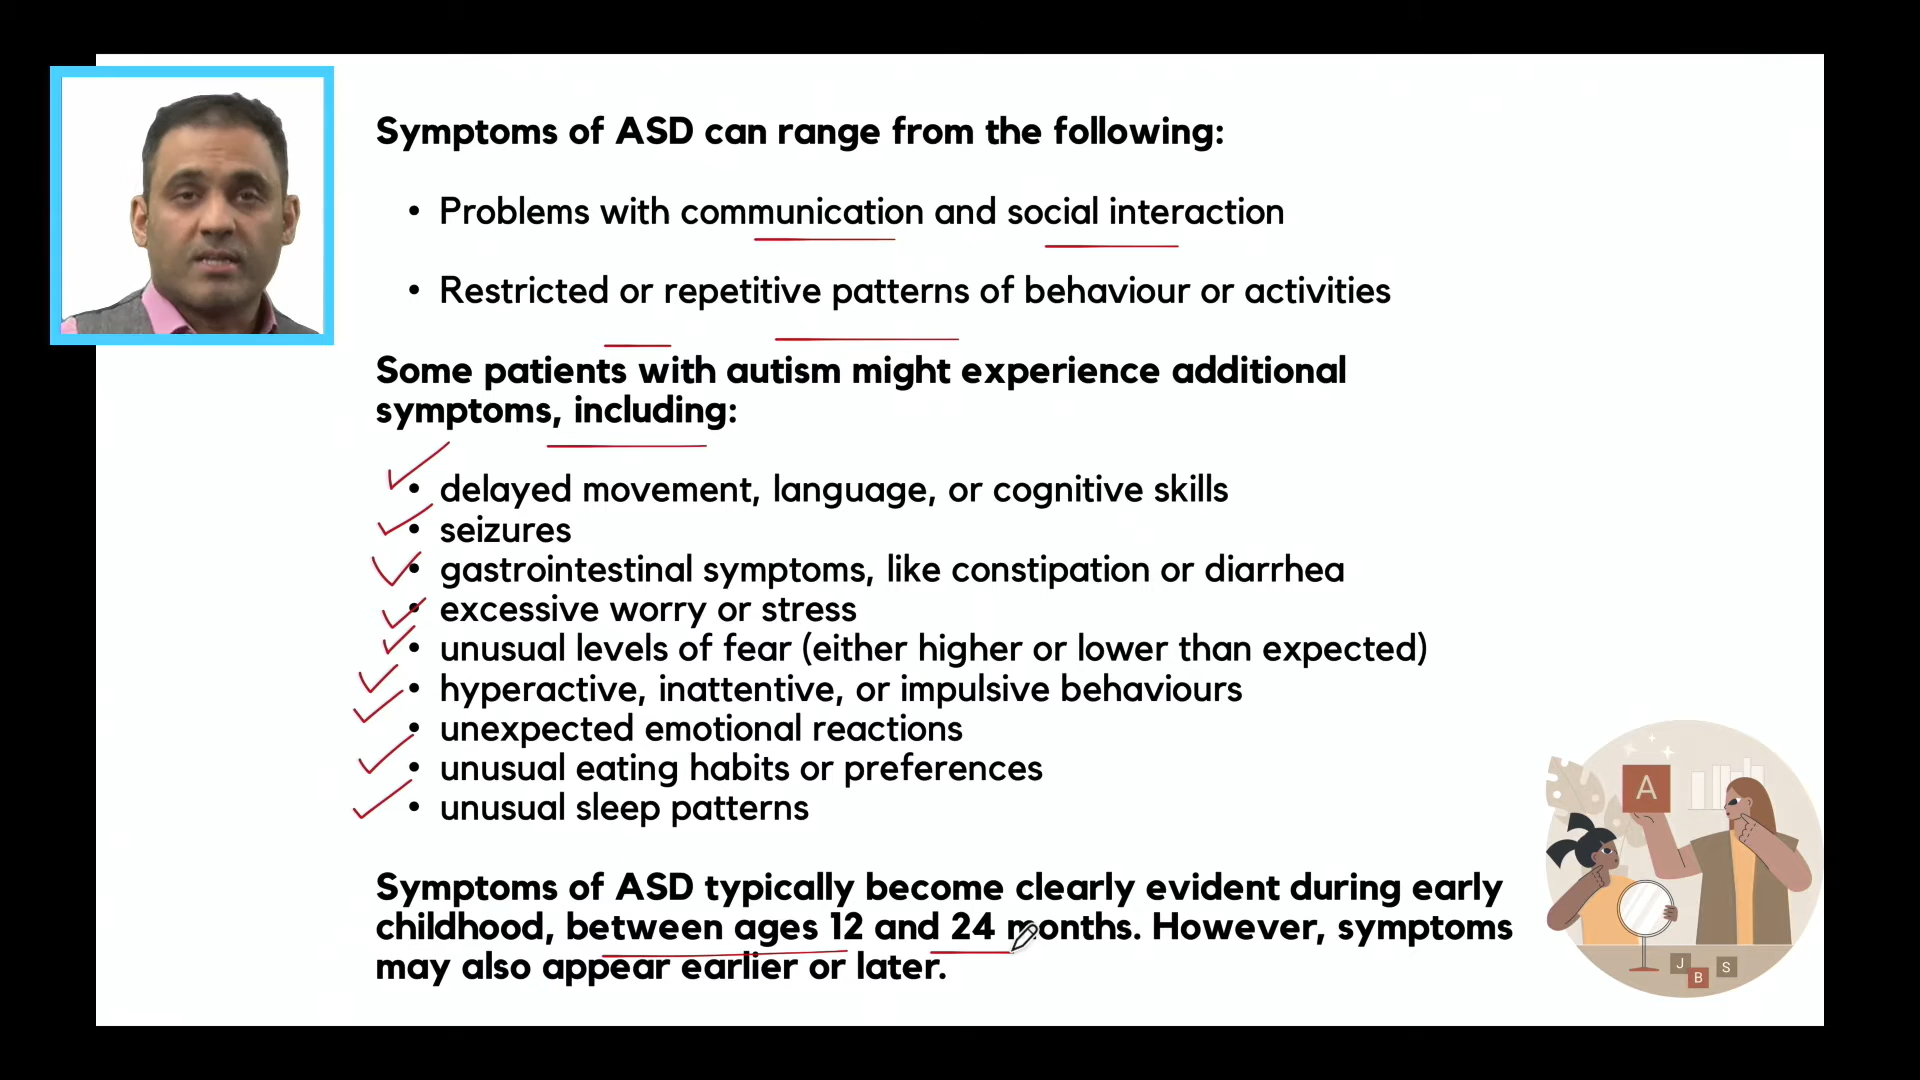 Symptoms of ASD can range from the following:
• Problems with communication and social interaction
• Restricted or repetitive patterns of behaviour or activities
Some patients with autism might experience additional
symptoms, including:
• delayed movement, language, or cognitive skills
• seizures
• gastrointestinal symptoms, like constipation or diarrhea
• excessive worry or stress
• unusual levels of fear (either higher or lower than expected)
• hyperactive, inattentive, or impulsive behaviours
• unexpected emotional reactions
• unusual eating habits or preferences
• unusual sleep patterns
Symptoms of ASD typically become clearly evident during early
childhood, between ages 12 and 24 months. However, symptoms
may also appear earlier or later.
A
J
B
S